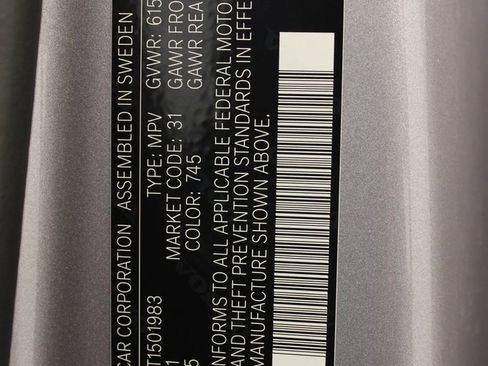 CAR CORPORATION ASSEMBLED IN SWEDEN
T1501983 TYPE: MPV GVWR: 615
1 MARKET CODE: 31 GAWR FRO
5 COLOR: 745 GAWR REA
NFORMS TO ALL APPLICABLE FEDERAL MOTO
AND THEFT PREVENTION STANDARDS IN EFFE
MANUFACTURE SHOWN ABOVE.